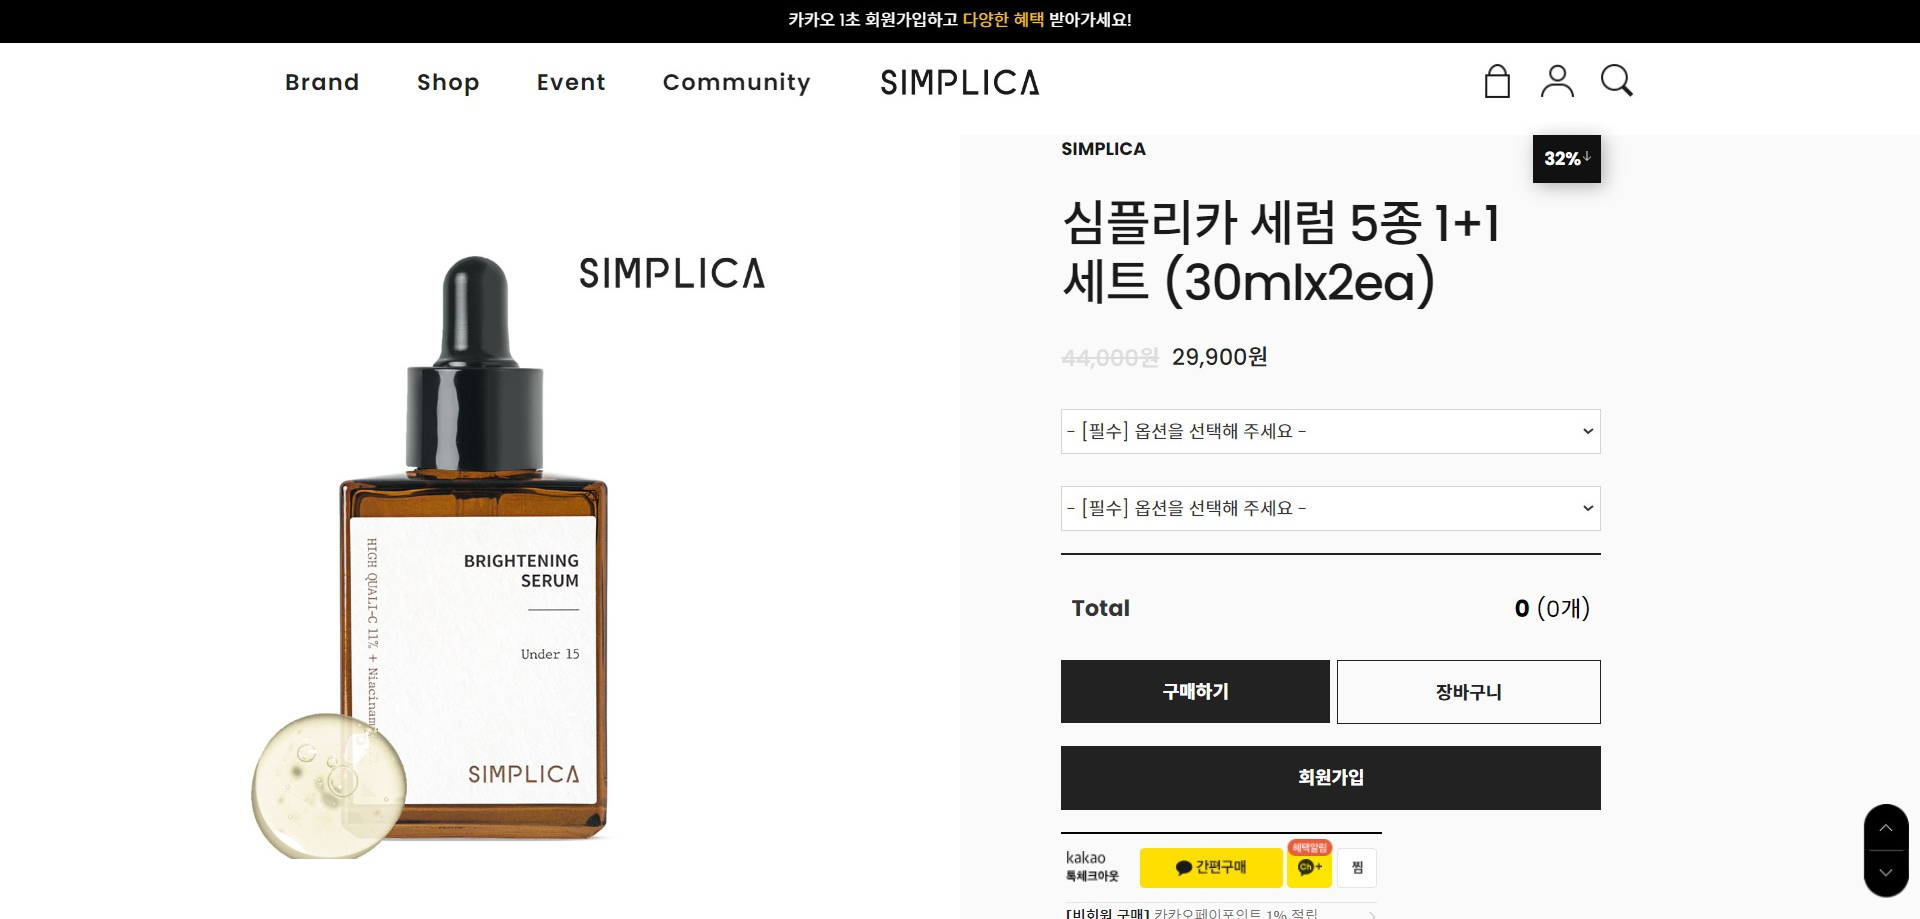 카카오 1초 회원가입하고 다양한 혜택 받아가세요!
Brand Shop Event Community SIMPLICA
SIMPLICA
HIGH QUALI-C 11% + Niacinam
BRIGHTENING
SERUM
Under 15
SIMPLICA
SIMPLICA
32%↓
심플리카 세럼 5종 1+1
세트 (30mlx2ea)
44,000원 29,900원
- [필수] 옵션을 선택해 주세요 -
- [필수] 옵션을 선택해 주세요 -
Total 0 (0개)
구매하기 장바구니
회원가입
혜택알림
kakao
톡체크아웃
간편구매 Ch+ 찜
[비회원 구매] 카카오페이포인트 1% 적립